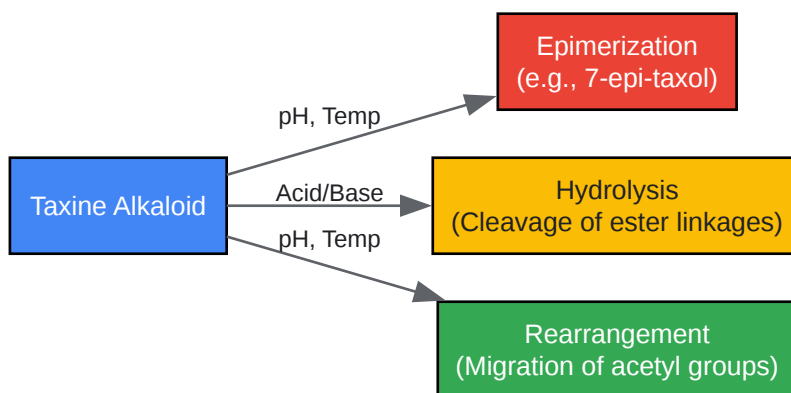 Epimerization
(e.g., 7-epi-taxol)
pH, Temp
Taxine Alkaloid
Acid/Base
Hydrolysis
(Cleavage of ester linkages)
pH, Temp
Rearrangement
(Migration of acetyl groups)